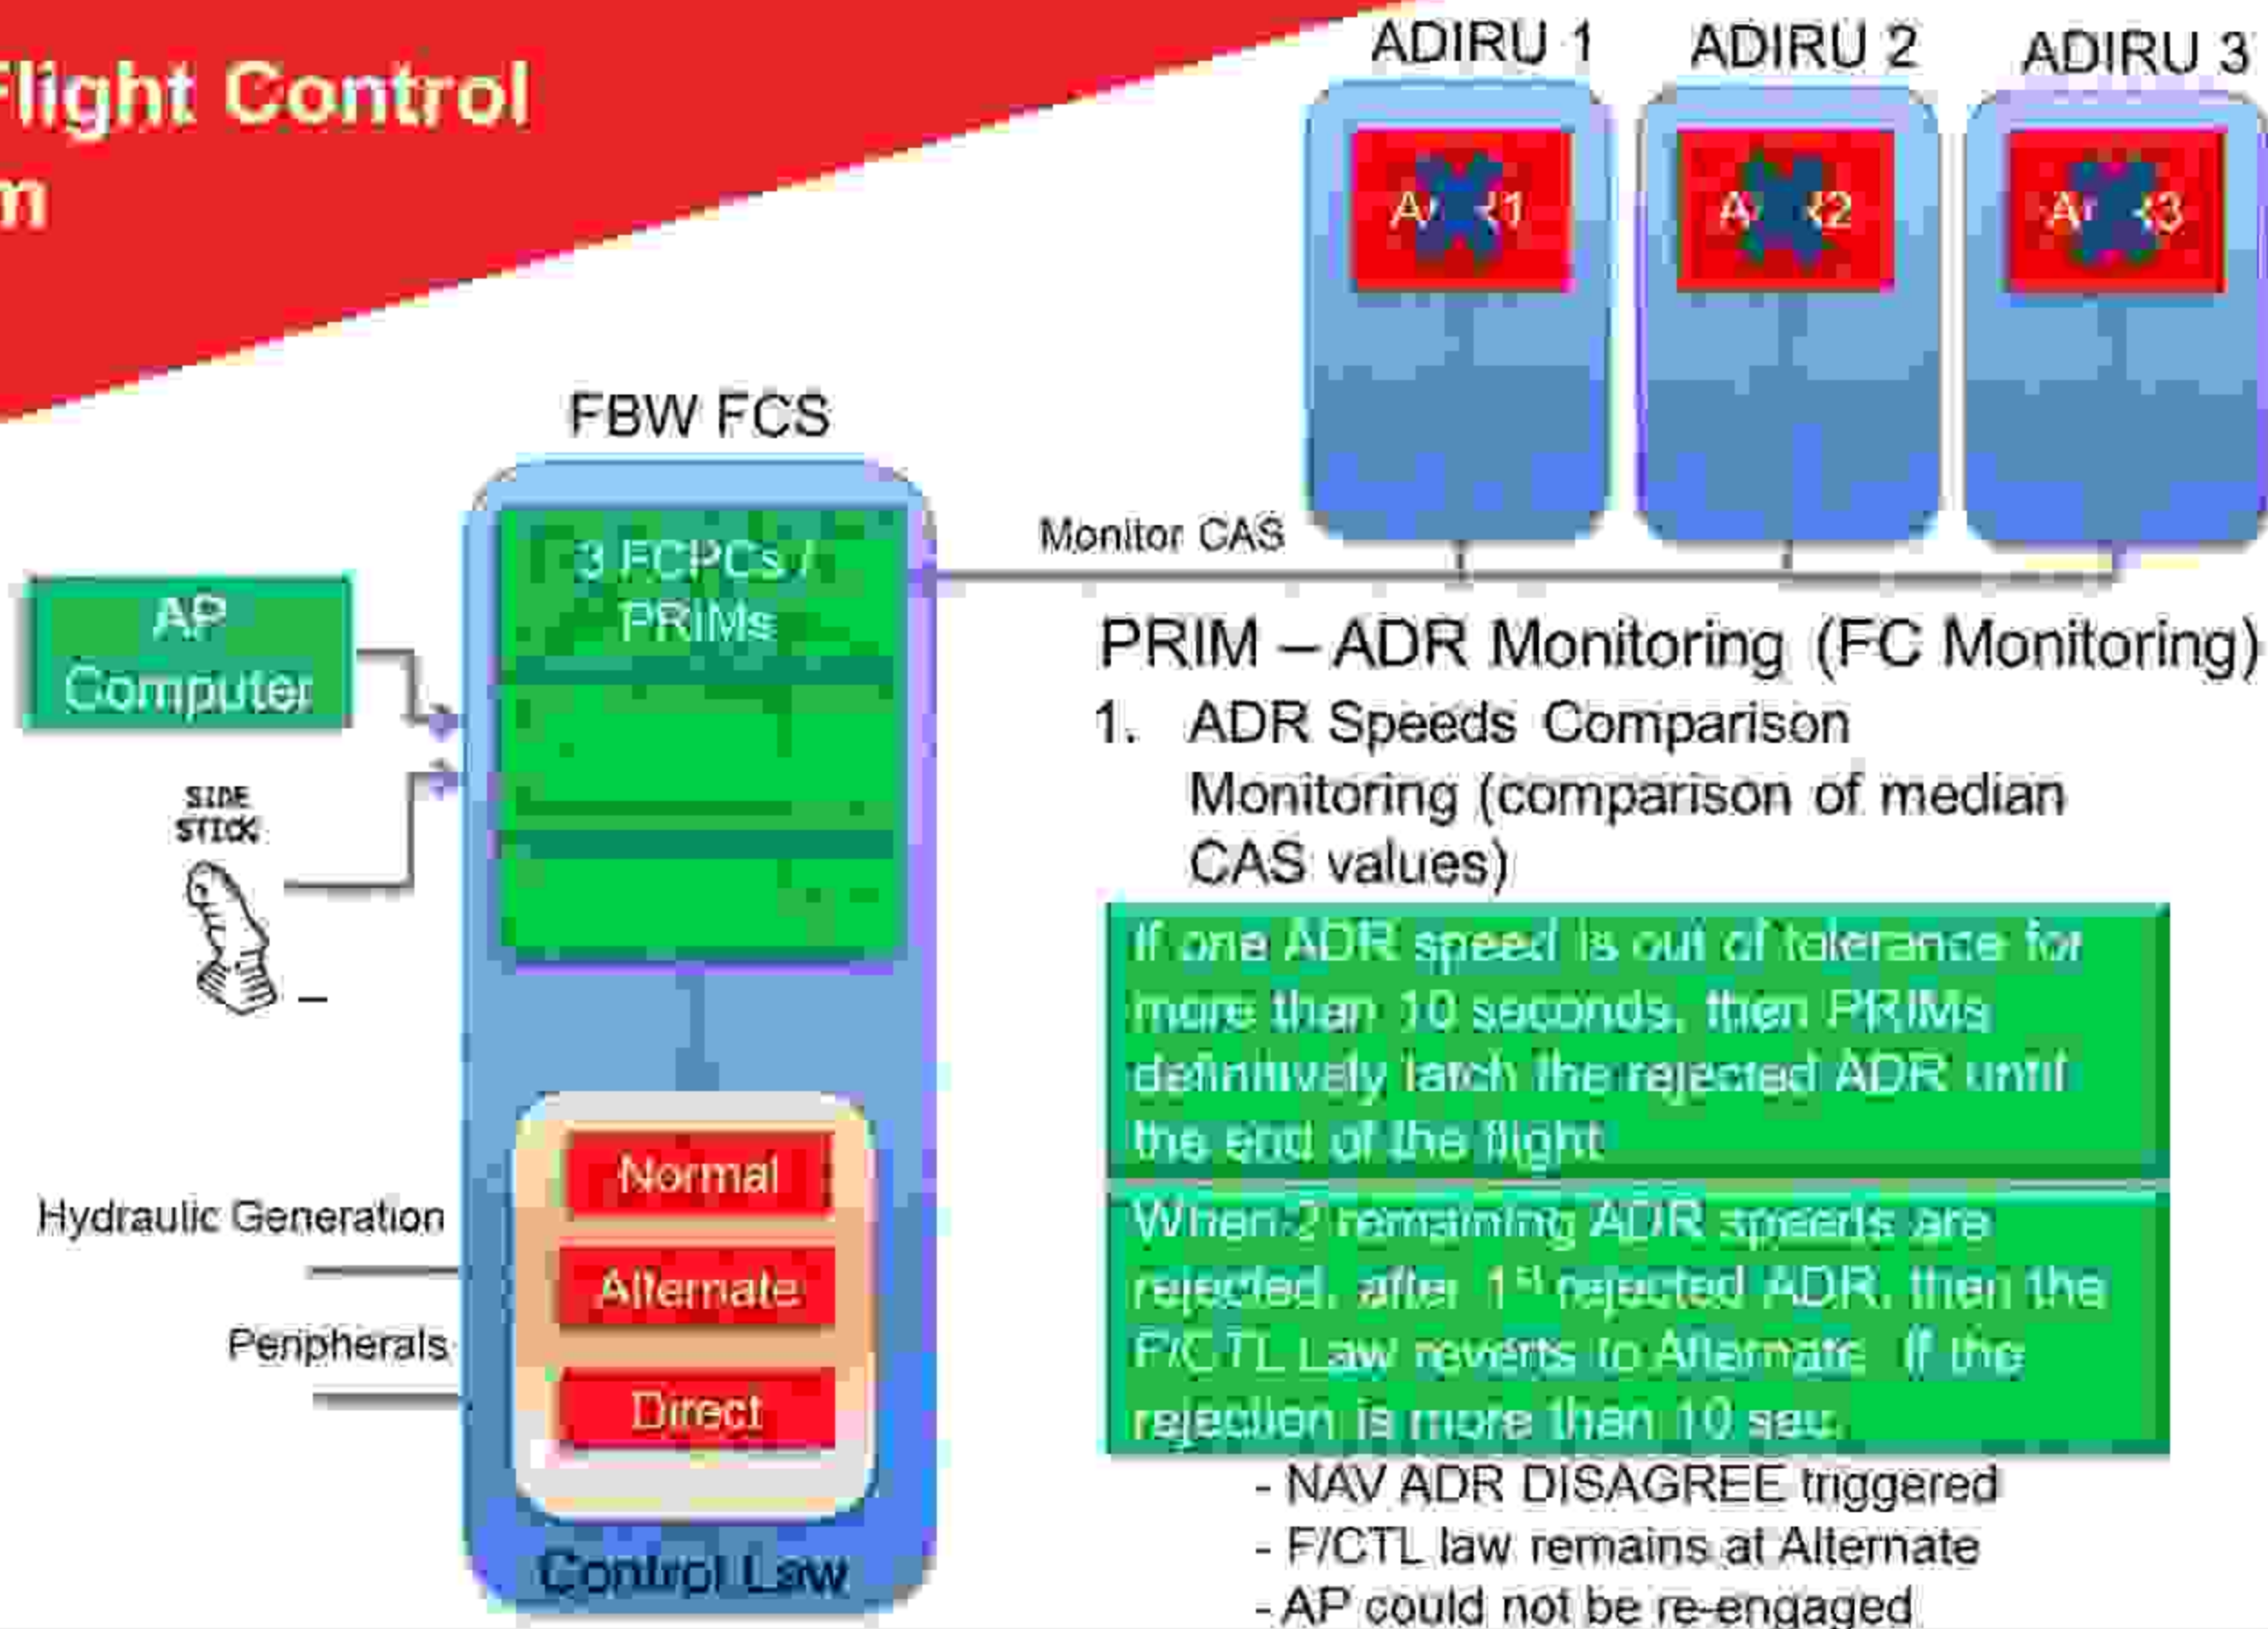 Flight Control
m
ADIRU 1
ADIRU 2
ADIRU 3
FBW FCS
3 FCPCs /
PRIMs
Monitor CAS
AP
Computer
SIDE
STICK
PRIM – ADR Monitoring (FC Monitoring)
1. ADR Speeds Comparison
Monitoring (comparison of median
CAS values)
If one ADR speed is out of tolerance for
more than 10 seconds, then PRIMs
definitively latch the rejected ADR until
the end of the flight
When 2 remaining ADR speeds are
rejected, after 1st rejected ADR, then the
F/CTL Law reverts to Alternate. If the
rejection is more than 10 sec.
- NAV ADR DISAGREE triggered
- F/CTL law remains at Alternate
- AP could not be re-engaged
Normal
Alternate
Direct
Hydraulic Generation
Peripherals
Control Law